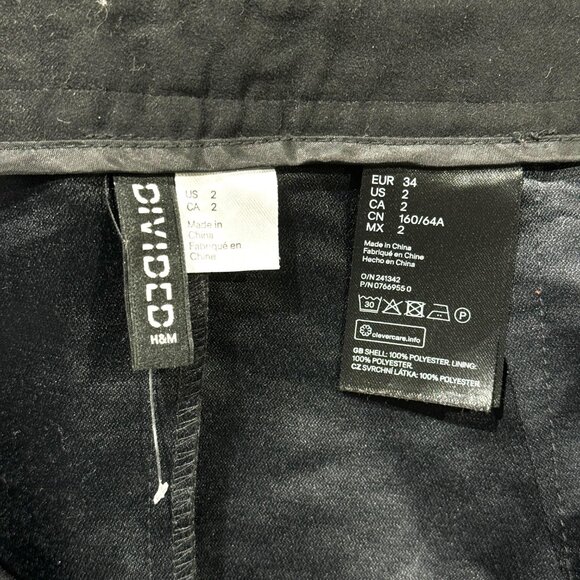 DIVIDED
H&M
US 2
CA 2
Made in
China
Fabriqué en
Chine
EUR 34
US 2
CA 2
CN 160/64A
MX 2
Made in China
Fabriqué en Chine
Hecho en China
O/N 241342
P/N 0766955 0
30
P
clevercare.info
GB SHELL: 100% POLYESTER. LINING:
100% POLYESTER.
CZ SVRCHNÍ LÁTKA: 100% POLYESTER.